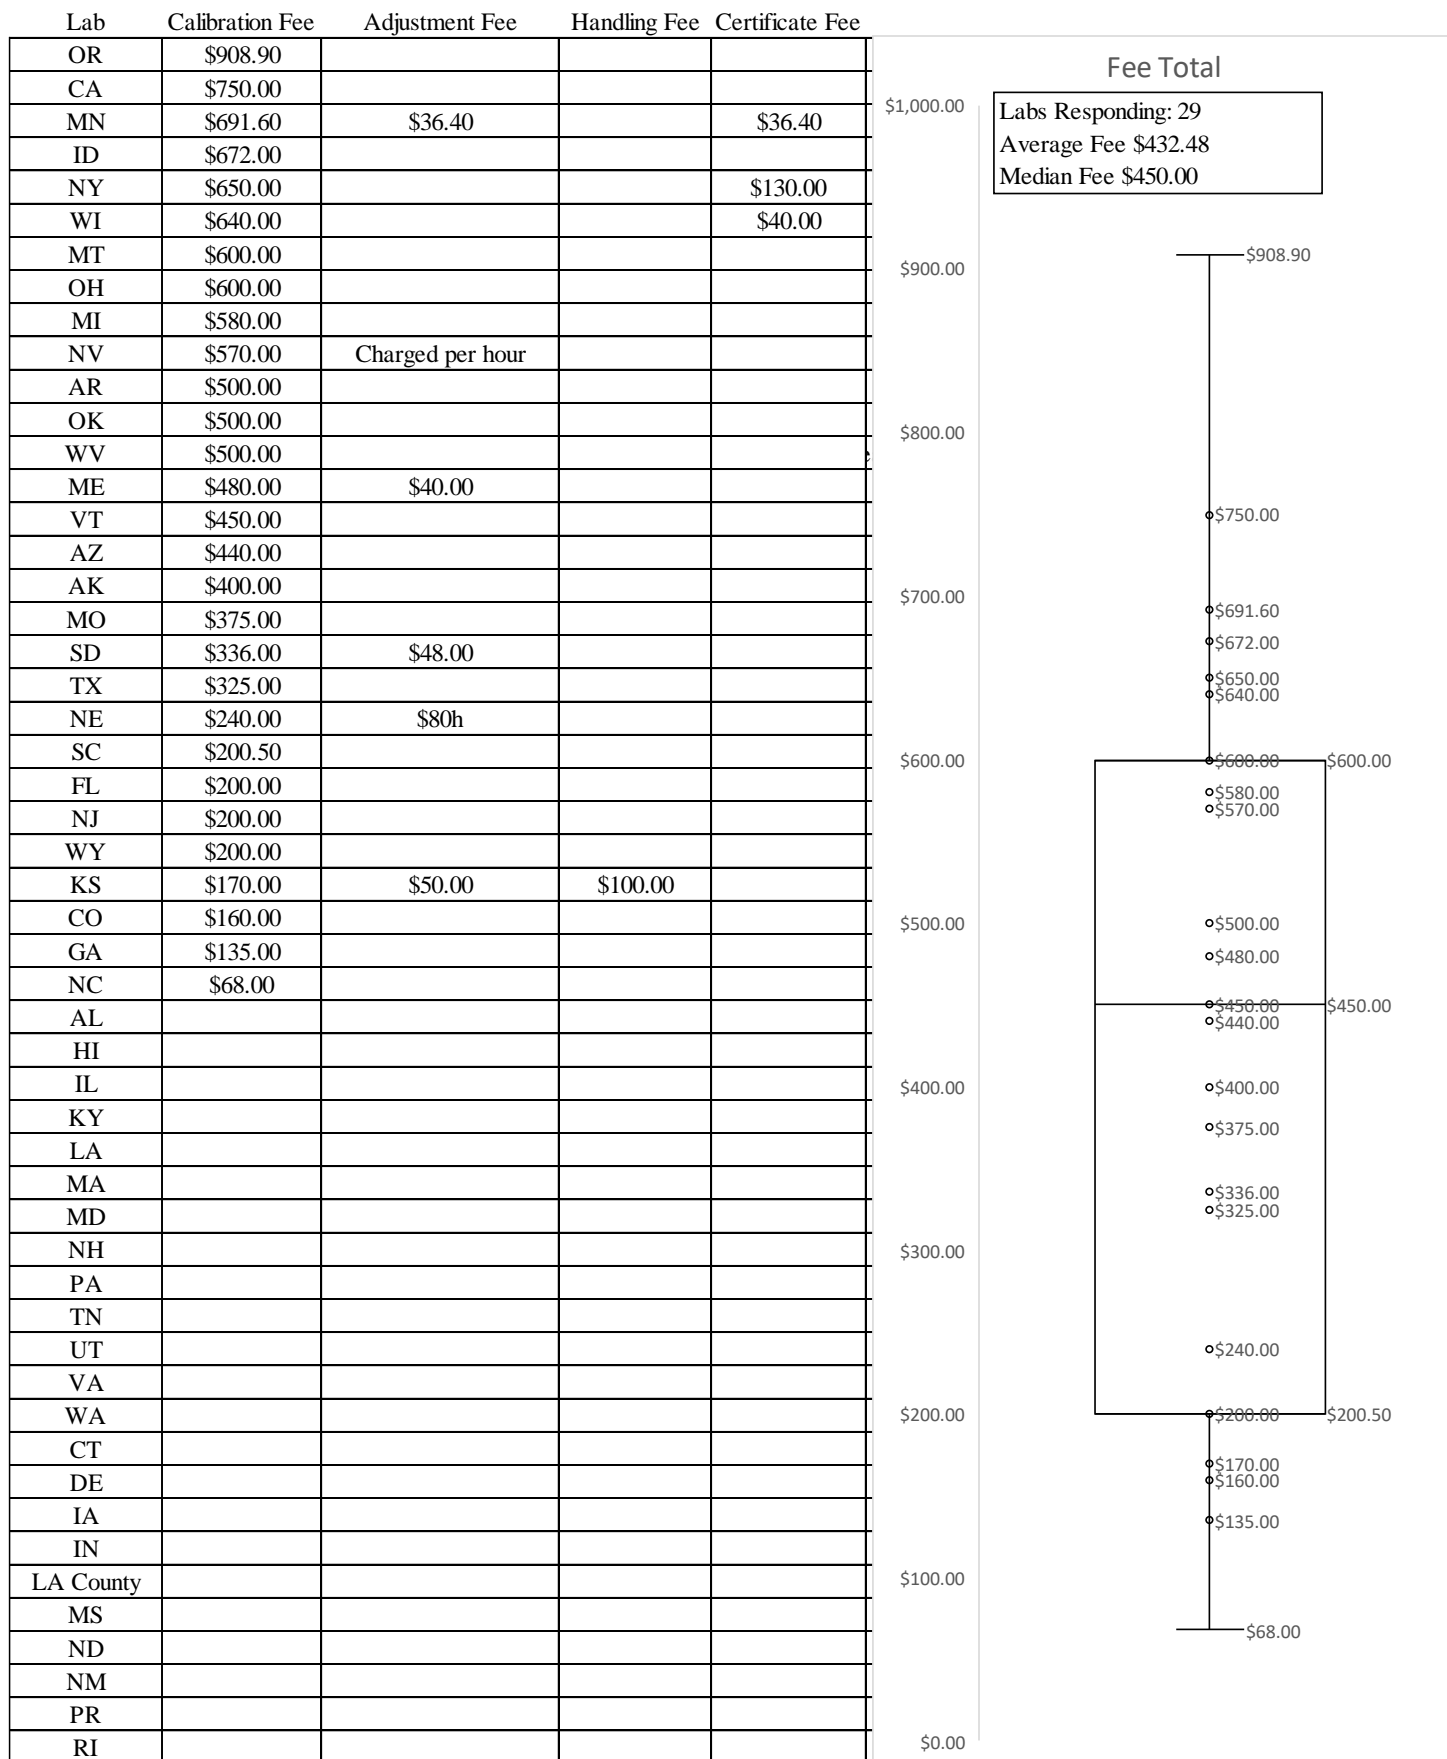 Lab Calibration Fee Adjustment Fee Handling Fee Certificate Fee
OR $908.90
CA $750.00
MN $691.60 $36.40 $36.40
ID $672.00
NY $650.00 $130.00
WI $640.00 $40.00
MT $600.00
OH $600.00
MI $580.00
NV $570.00 Charged per hour
AR $500.00
OK $500.00
WV $500.00
ME $480.00 $40.00
VT $450.00
AZ $440.00
AK $400.00
MO $375.00
SD $336.00 $48.00
TX $325.00
NE $240.00 $80h
SC $200.50
FL $200.00
NJ $200.00
WY $200.00
KS $170.00 $50.00 $100.00
CO $160.00
GA $135.00
NC $68.00
AL
HI
IL
KY
LA
MA
MD
NH
PA
TN
UT
VA
WA
CT
DE
IA
IN
LA County
MS
ND
NM
PR
RI
Fee Total
Labs Responding: 29
Average Fee $432.48
Median Fee $450.00
$1,000.00
$900.00
$800.00
$700.00
$600.00
$500.00
$400.00
$300.00
$200.00
$100.00
$0.00
$908.90
$750.00
$691.60
$672.00
$650.00
$640.00
$600.00 $600.00
$580.00
$570.00
$500.00
$480.00
$450.00 $450.00
$440.00
$400.00
$375.00
$336.00
$325.00
$240.00
$200.00 $200.50
$170.00
$160.00
$135.00
$68.00